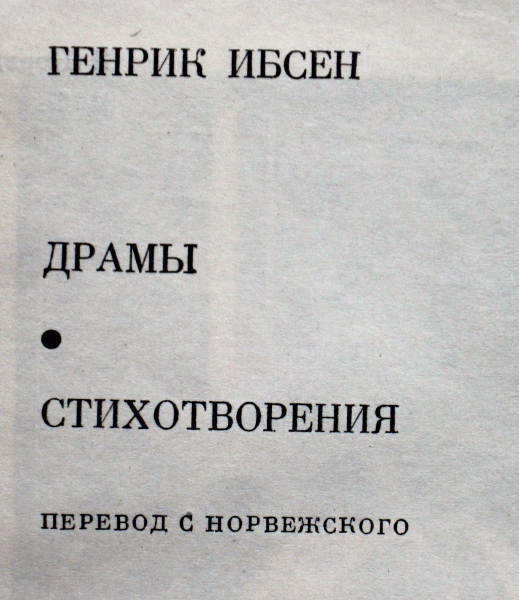 ГЕНРИК ИБСЕН
ДРАМЫ
●
СТИХОТВОРЕНИЯ
ПЕРЕВОД С НОРВЕЖСКОГО